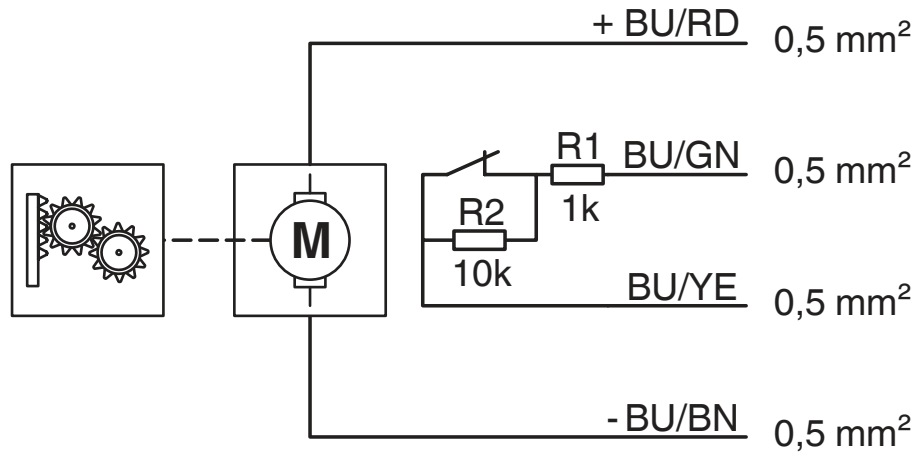 + BU/RD 0,5 mm²
R1 BU/GN 0,5 mm²
1k
R2
10k
M
BU/YE 0,5 mm²
- BU/BN 0,5 mm²